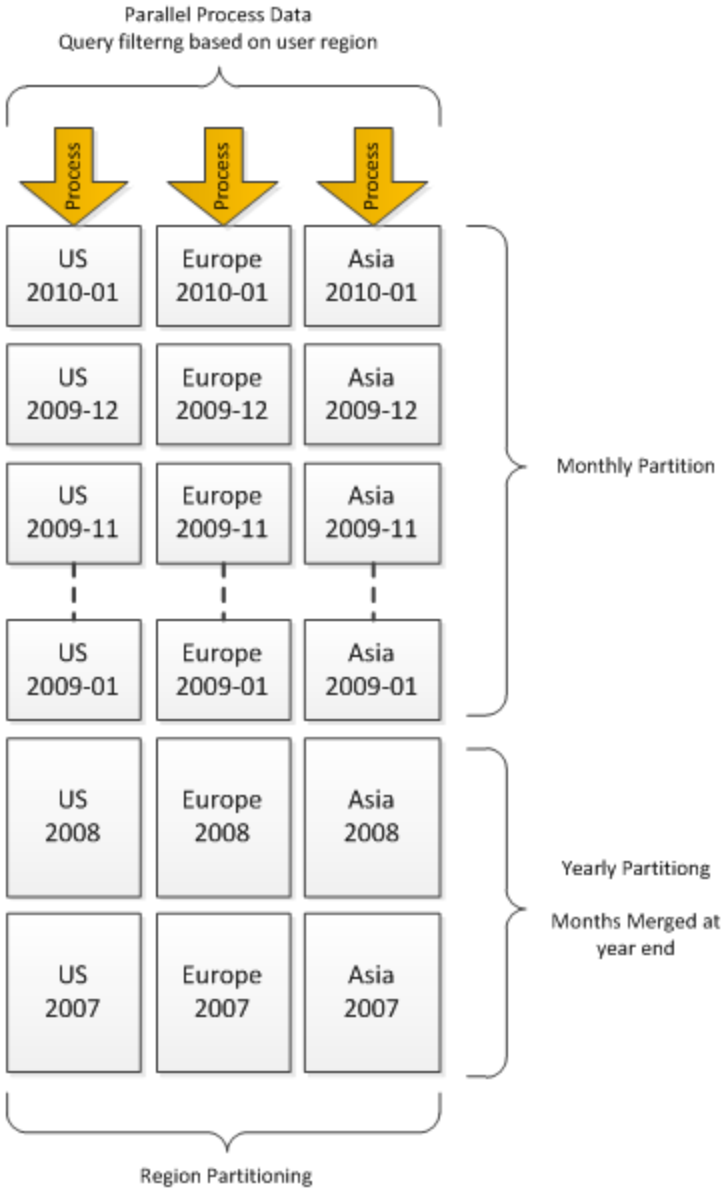 Parallel Process Data
Query filterng based on user region
Process
Process
Process
US
2010-01
Europe
2010-01
Asia
2010-01
US
2009-12
Europe
2009-12
Asia
2009-12
US
2009-11
Europe
2009-11
Asia
2009-11
Monthly Partition
US
2009-01
Europe
2009-01
Asia
2009-01
US
2008
Europe
2008
Asia
2008
Yearly Partitiong
Months Merged at
year end
US
2007
Europe
2007
Asia
2007
Region Partitioning